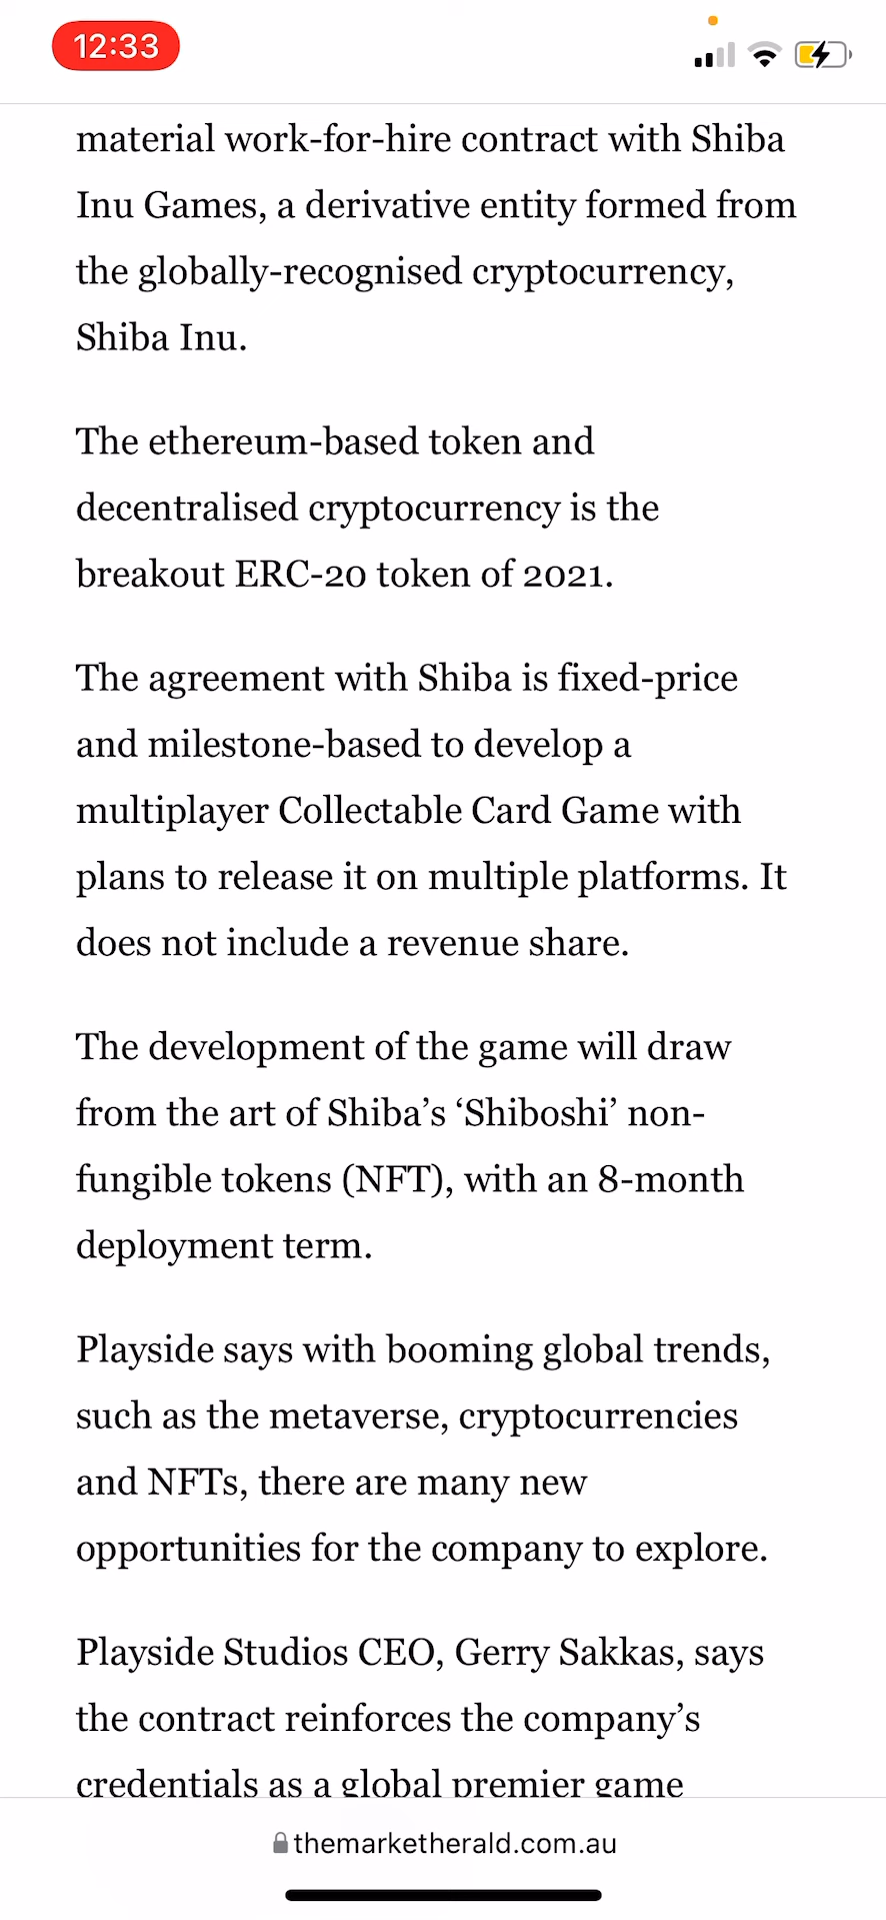 12:33
material work-for-hire contract with Shiba
Inu Games, a derivative entity formed from
the globally-recognised cryptocurrency,
Shiba Inu.
The ethereum-based token and
decentralised cryptocurrency is the
breakout ERC-20 token of 2021.
The agreement with Shiba is fixed-price
and milestone-based to develop a
multiplayer Collectable Card Game with
plans to release it on multiple platforms. It
does not include a revenue share.
The development of the game will draw
from the art of Shiba’s ‘Shiboshi’ non-
fungible tokens (NFT), with an 8-month
deployment term.
Playside says with booming global trends,
such as the metaverse, cryptocurrencies
and NFTs, there are many new
opportunities for the company to explore.
Playside Studios CEO, Gerry Sakkas, says
the contract reinforces the company’s
credentials as a global premier game
themarketherald.com.au